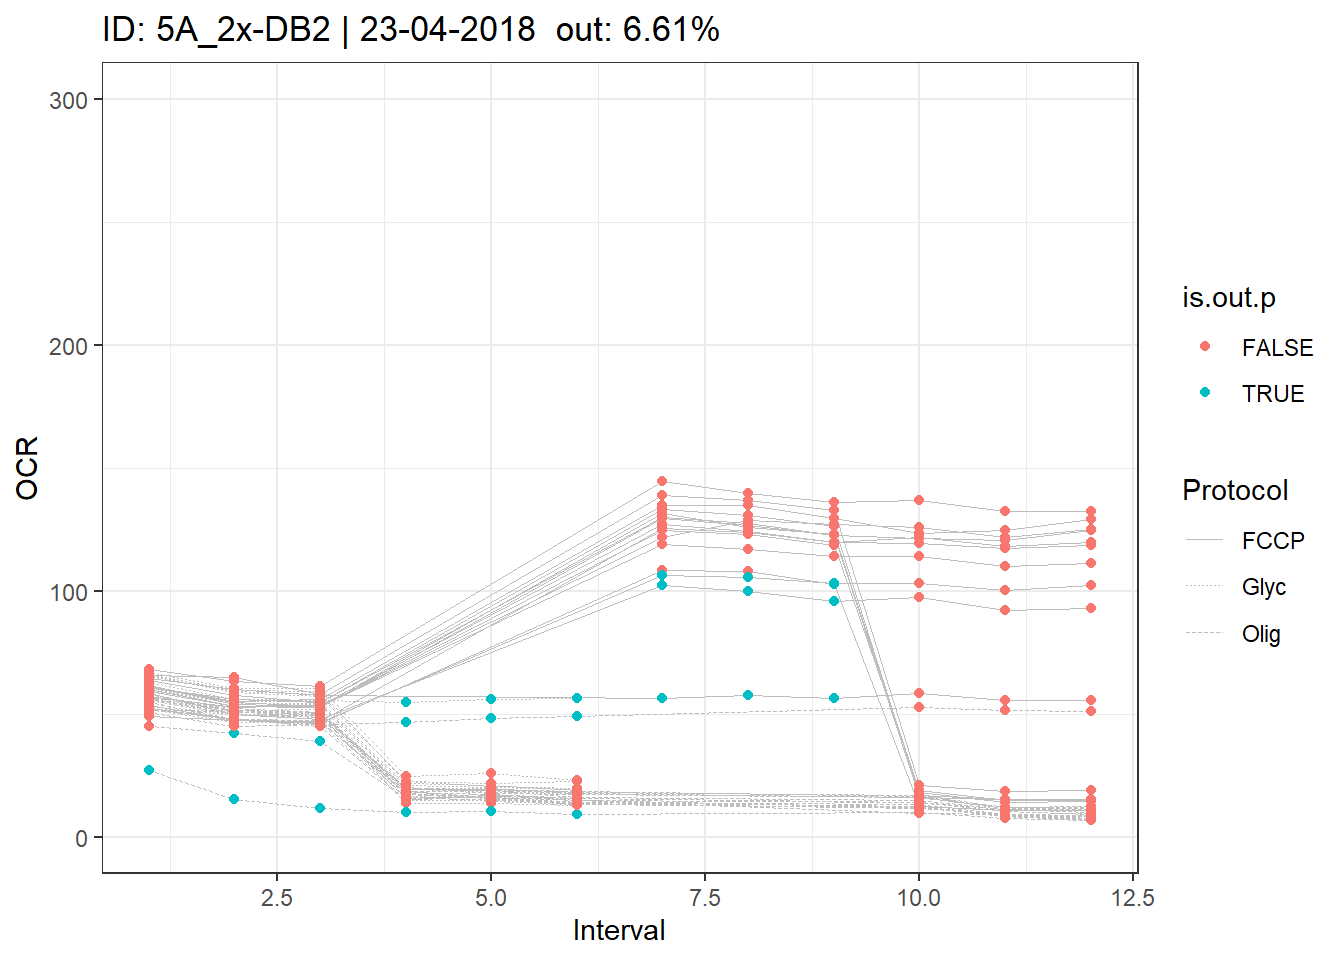 ID: 5A_2x-DB2 | 23-04-2018  out: 6.61%
300
200
100
0
OCR
2.5
5.0
7.5
10.0
12.5
Interval
is.out.p
FALSE
TRUE
Protocol
FCCP
Glyc
Olig